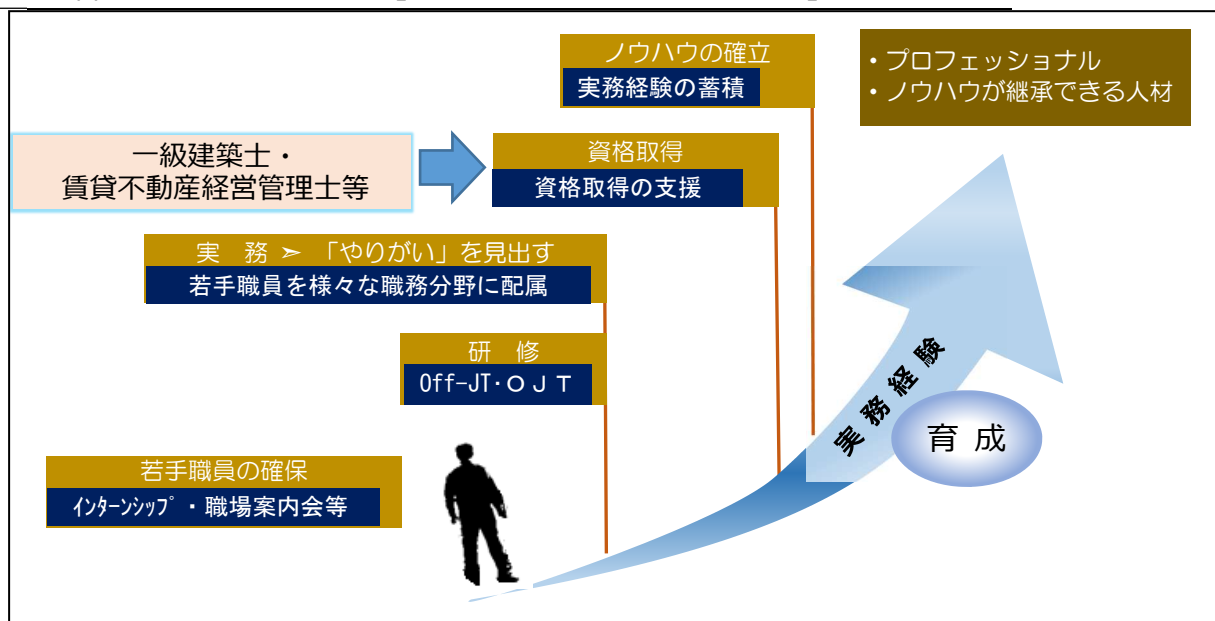 ノウハウの確立
実務経験の蓄積
・プロフェッショナル
・ノウハウが継承できる人材
一級建築士・
賃貸不動産経営管理士等
資格取得
資格取得の支援
実　務 ➣ 「やりがい」を見出す
若手職員を様々な職務分野に配属
研　修
Off-JT・ＯＪＴ
実務経験
育 成
若手職員の確保
ｲﾝﾀｰﾝｼｯﾌﾟ・職場案内会等